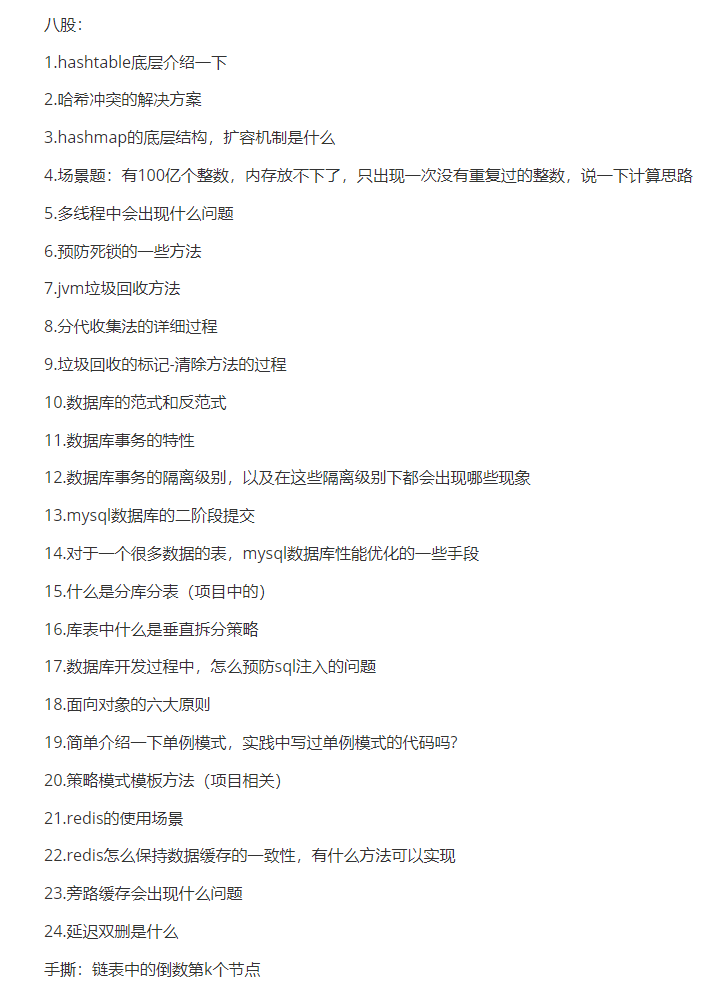 八股：
1.hashtable底层介绍一下
2.哈希冲突的解决方案
3.hashmap的底层结构，扩容机制是什么
4.场景题：有100亿个整数，内存放不下了，只出现一次没有重复过的整数，说一下计算思路
5.多线程中会出现什么问题
6.预防死锁的一些方法
7.jvm垃圾回收方法
8.分代收集法的详细过程
9.垃圾回收的标记-清除方法的过程
10.数据库的范式和反范式
11.数据库事务的特性
12.数据库事务的隔离级别，以及在这些隔离级别下都会出现哪些现象
13.mysql数据库的二阶段提交
14.对于一个很多数据的表，mysql数据库性能优化的一些手段
15.什么是分库分表（项目中的）
16.库表中什么是垂直拆分策略
17.数据库开发过程中，怎么预防sql注入的问题
18.面向对象的六大原则
19.简单介绍一下单例模式，实践中写过单例模式的代码吗?
20.策略模式模板方法（项目相关）
21.redis的使用场景
22.redis怎么保持数据缓存的一致性，有什么方法可以实现
23.旁路缓存会出现什么问题
24.延迟双删是什么
手撕：链表中的倒数第k个节点